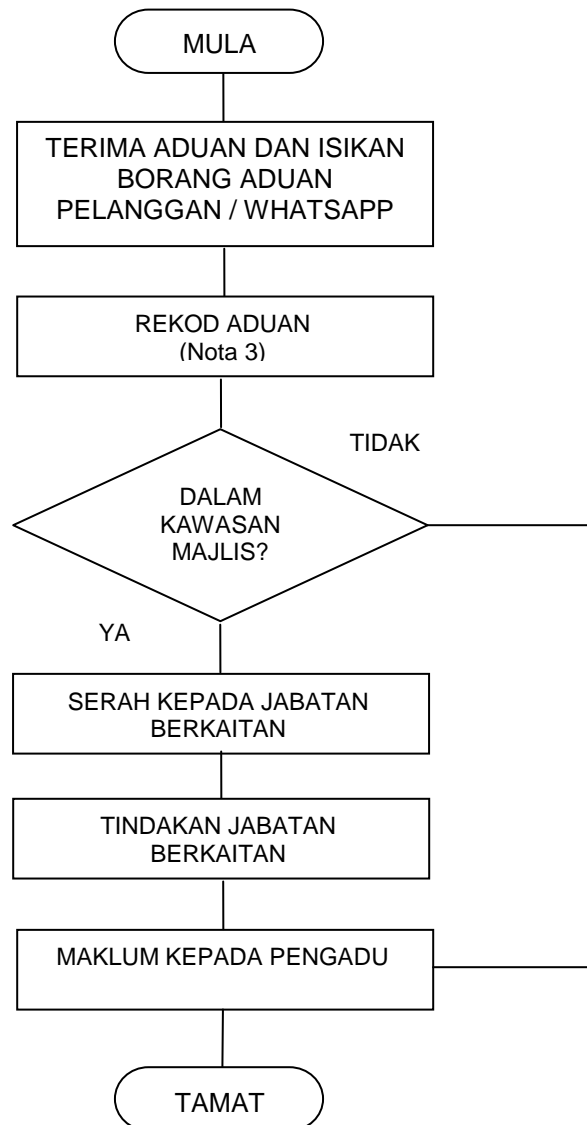 MULA
TERIMA ADUAN DAN ISIKAN
BORANG ADUAN
PELANGGAN / WHATSAPP
REKOD ADUAN
(Nota 3)
TIDAK
DALAM
KAWASAN
MAJLIS?
YA
SERAH KEPADA JABATAN
BERKAITAN
TINDAKAN JABATAN
BERKAITAN
MAKLUM KEPADA PENGADU
TAMAT